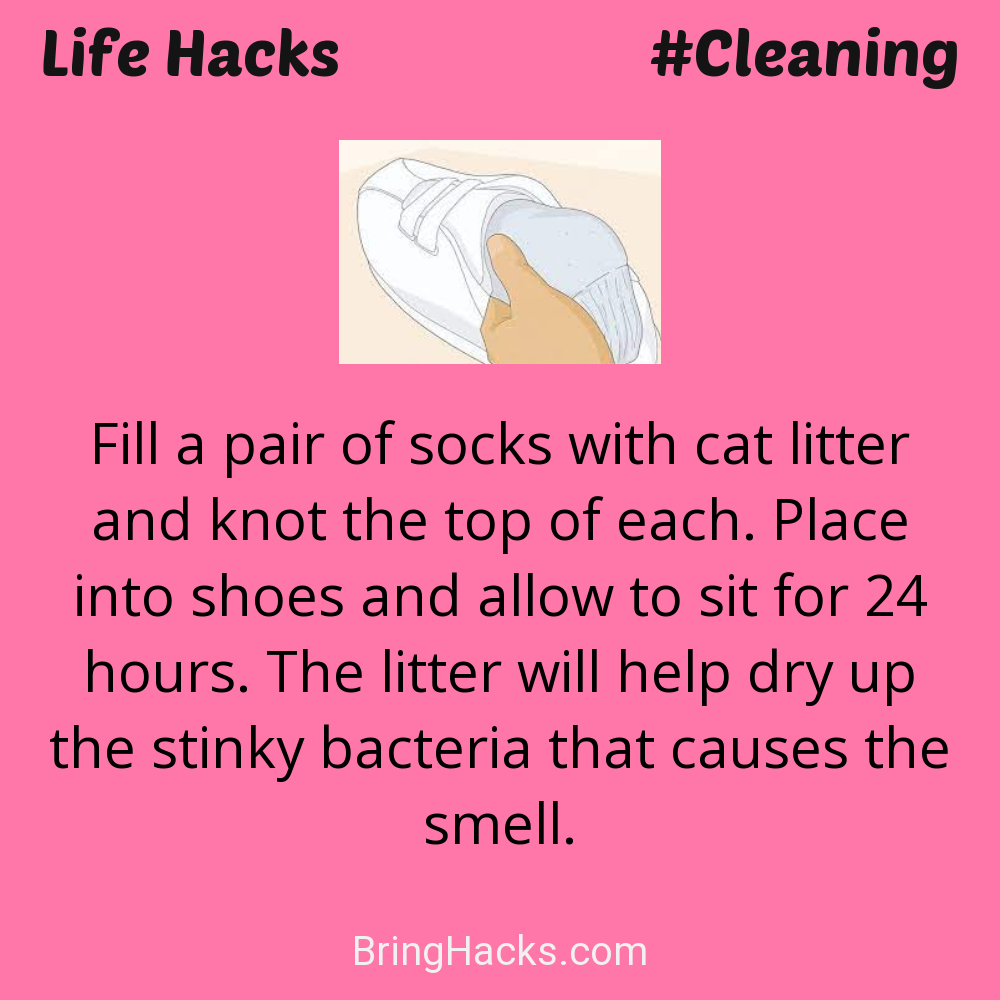 Life Hacks #Cleaning
Fill a pair of socks with cat litter
and knot the top of each. Place
into shoes and allow to sit for 24
hours. The litter will help dry up
the stinky bacteria that causes the
smell.
BringHacks.com